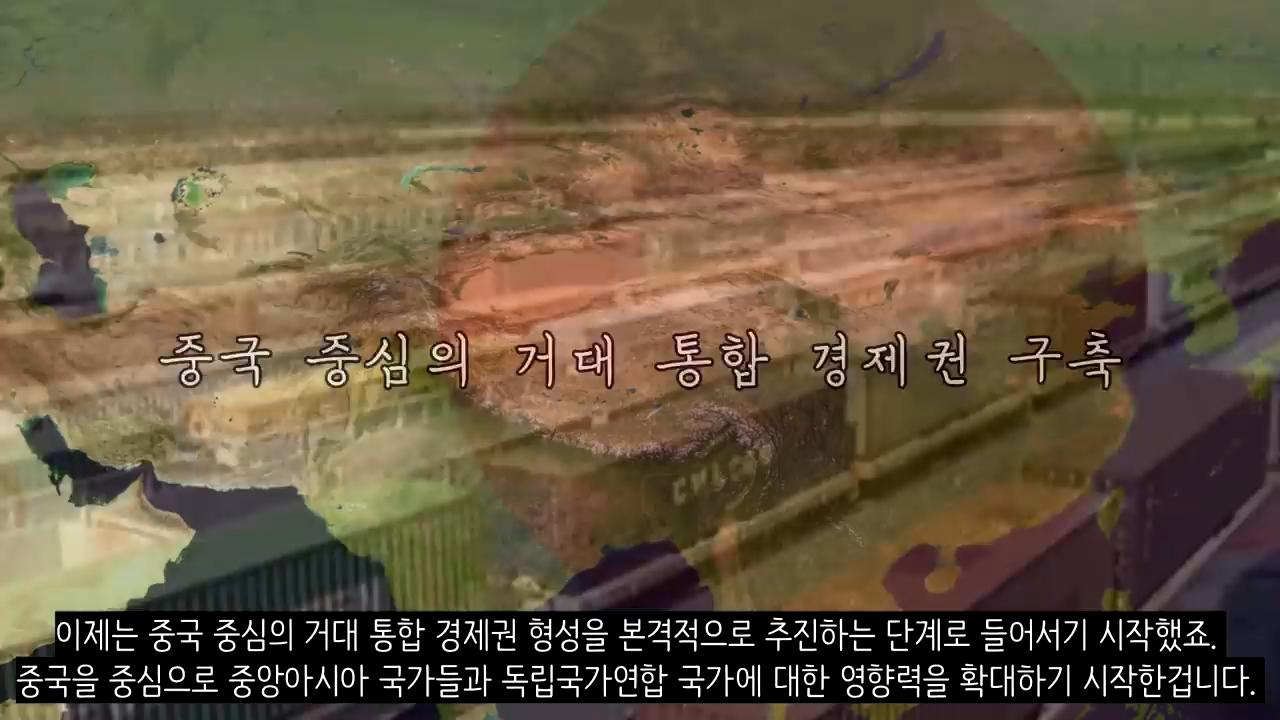 중국 중심의 거대 통합 경제권 구축
이제는 중국 중심의 거대 통합 경제권 형성을 본격적으로 추진하는 단계로 들어서기 시작했죠.
중국을 중심으로 중앙아시아 국가들과 독립국가연합 국가에 대한 영향력을 확대하기 시작한겁니다.